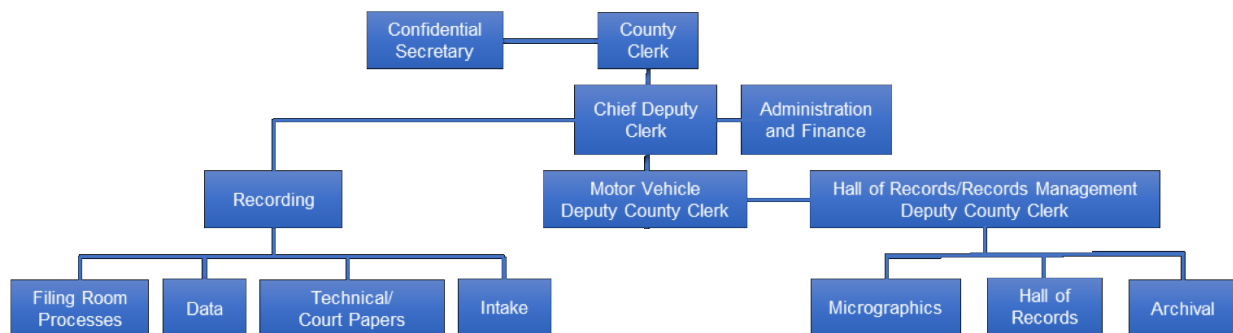 Confidential
Secretary
County
Clerk
Chief Deputy
Clerk
Administration
and Finance
Recording
Motor Vehicle
Deputy County Clerk
Hall of Records/Records Management
Deputy County Clerk
Filing Room
Processes
Data
Technical/
Court Papers
Intake
Micrographics
Hall of
Records
Archival